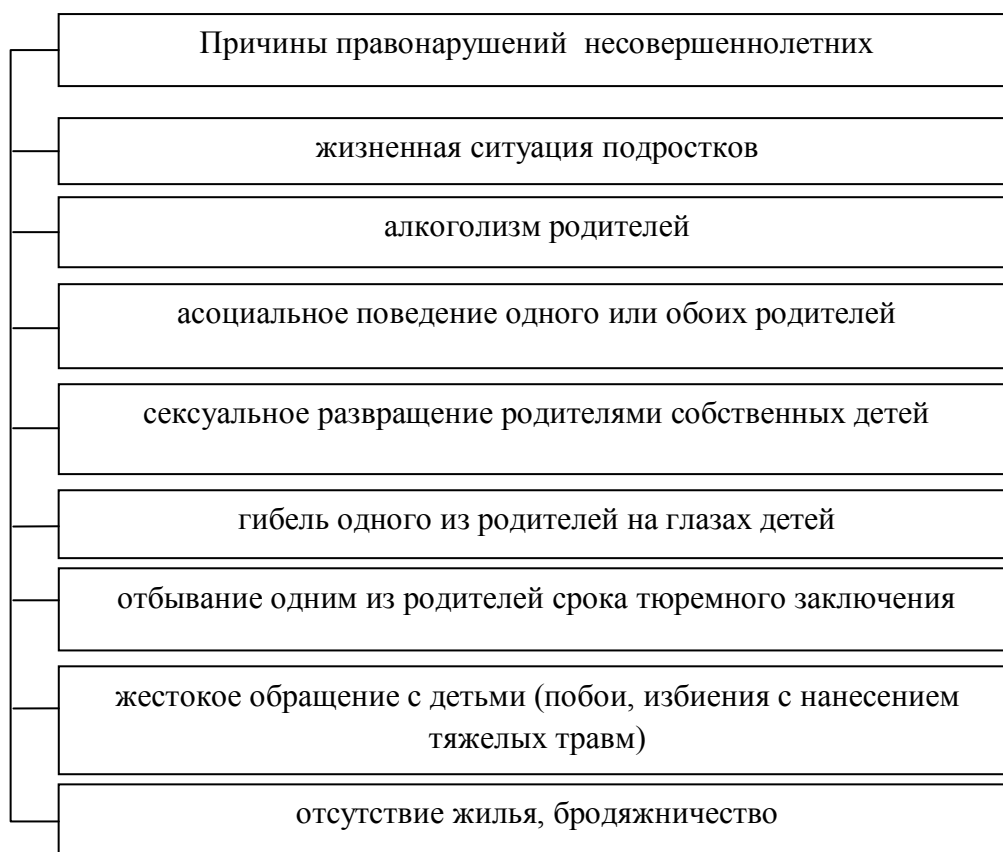 Причины правонарушений несовершеннолетних
жизненная ситуация подростков
алкоголизм родителей
асоциальное поведение одного или обоих родителей
сексуальное развращение родителями собственных детей
гибель одного из родителей на глазах детей
отбывание одним из родителей срока тюремного заключения
жестокое обращение с детьми (побои, избиения с нанесением
тяжелых травм)
отсутствие жилья, бродяжничество